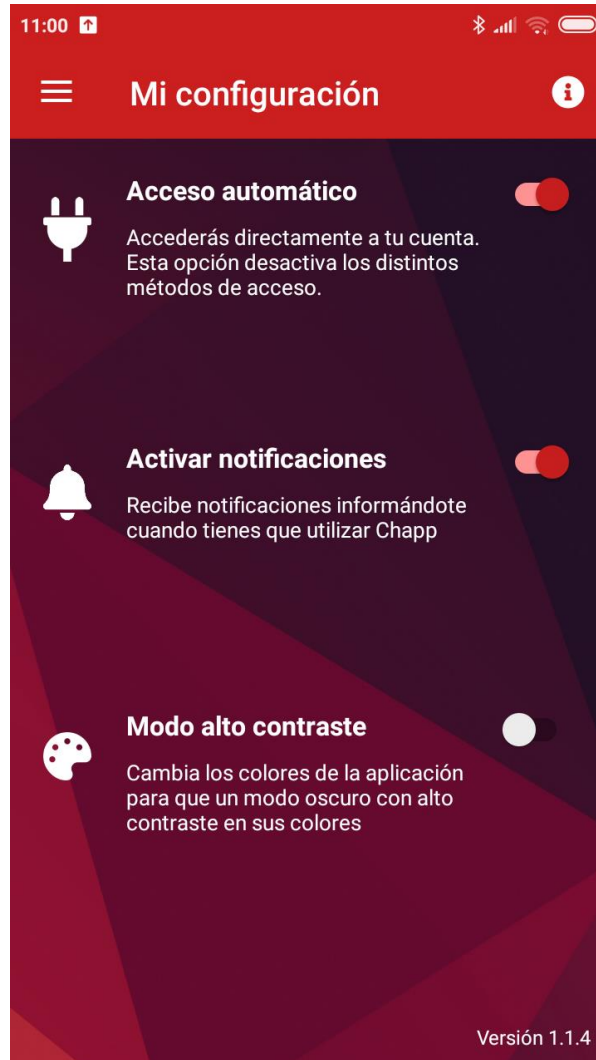 11:00
Mi configuración
Acceso automático
Accederás directamente a tu cuenta.
Esta opción desactiva los distintos
métodos de acceso.
Activar notificaciones
Recibe notificaciones informándote
cuando tienes que utilizar Chapp
Modo alto contraste
Cambia los colores de la aplicación
para que un modo oscuro con alto
contraste en sus colores
Versión 1.1.4